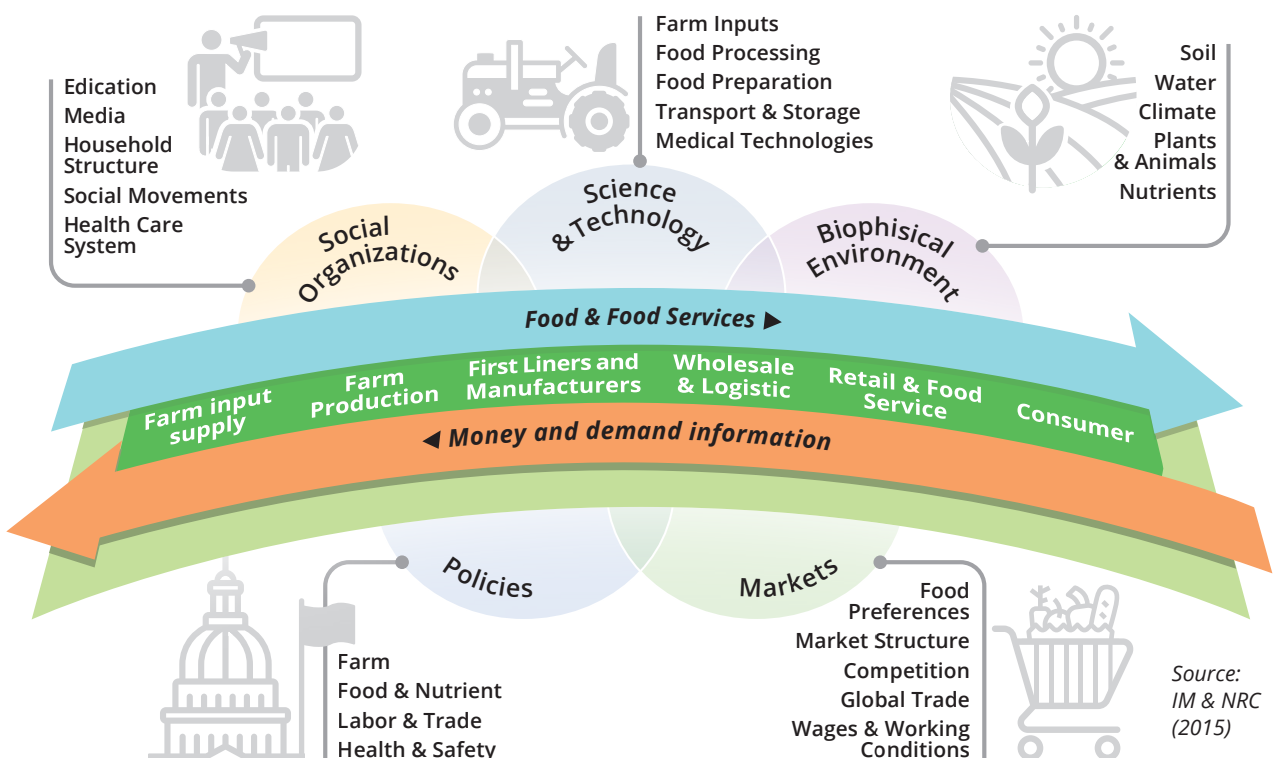 Edication
Media
Household
Structure
Social Movements
Health Care
System
Farm Inputs
Food Processing
Food Preparation
Transport & Storage
Medical Technologies
Soil
Water
Climate
Plants
& Animals
Nutrients
Social
Organizations
Science
& Technology
Biophisical
Environment
Food & Food Services ▶
Farm input
supply
Farm
Production
First Liners and
Manufacturers
Wholesale
& Logistic
Retail & Food
Service
Consumer
◀ Money and demand information
Policies
Markets
Farm
Food & Nutrient
Labor & Trade
Health & Safety
Food
Preferences
Market Structure
Competition
Global Trade
Wages & Working
Conditions
Source:
IM & NRC
(2015)